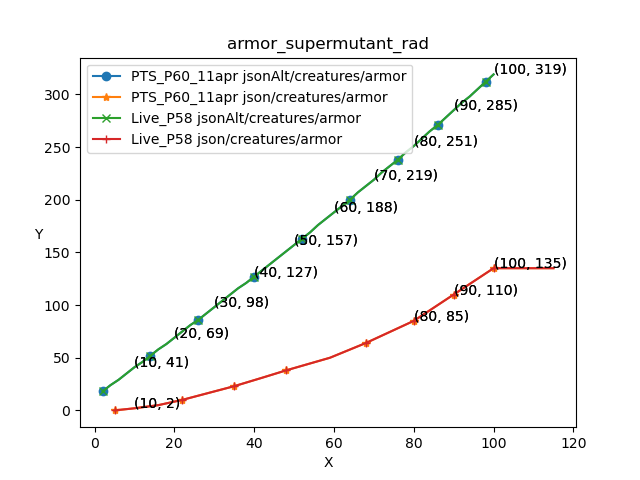 armor_supermutant_rad
PTS_P60_11apr jsonAlt/creatures/armor
PTS_P60_11apr json/creatures/armor
Live_P58 jsonAlt/creatures/armor
Live_P58 json/creatures/armor
(100, 319)
(90, 285)
(80, 251)
(70, 219)
(60, 188)
(50, 157)
(40, 127)
(30, 98)
(20, 69)
(10, 41)
(100, 135)
(90, 110)
(80, 85)
(10, 2)
Y
300
250
200
150
100
50
0
0 20 40 60 80 100 120
X